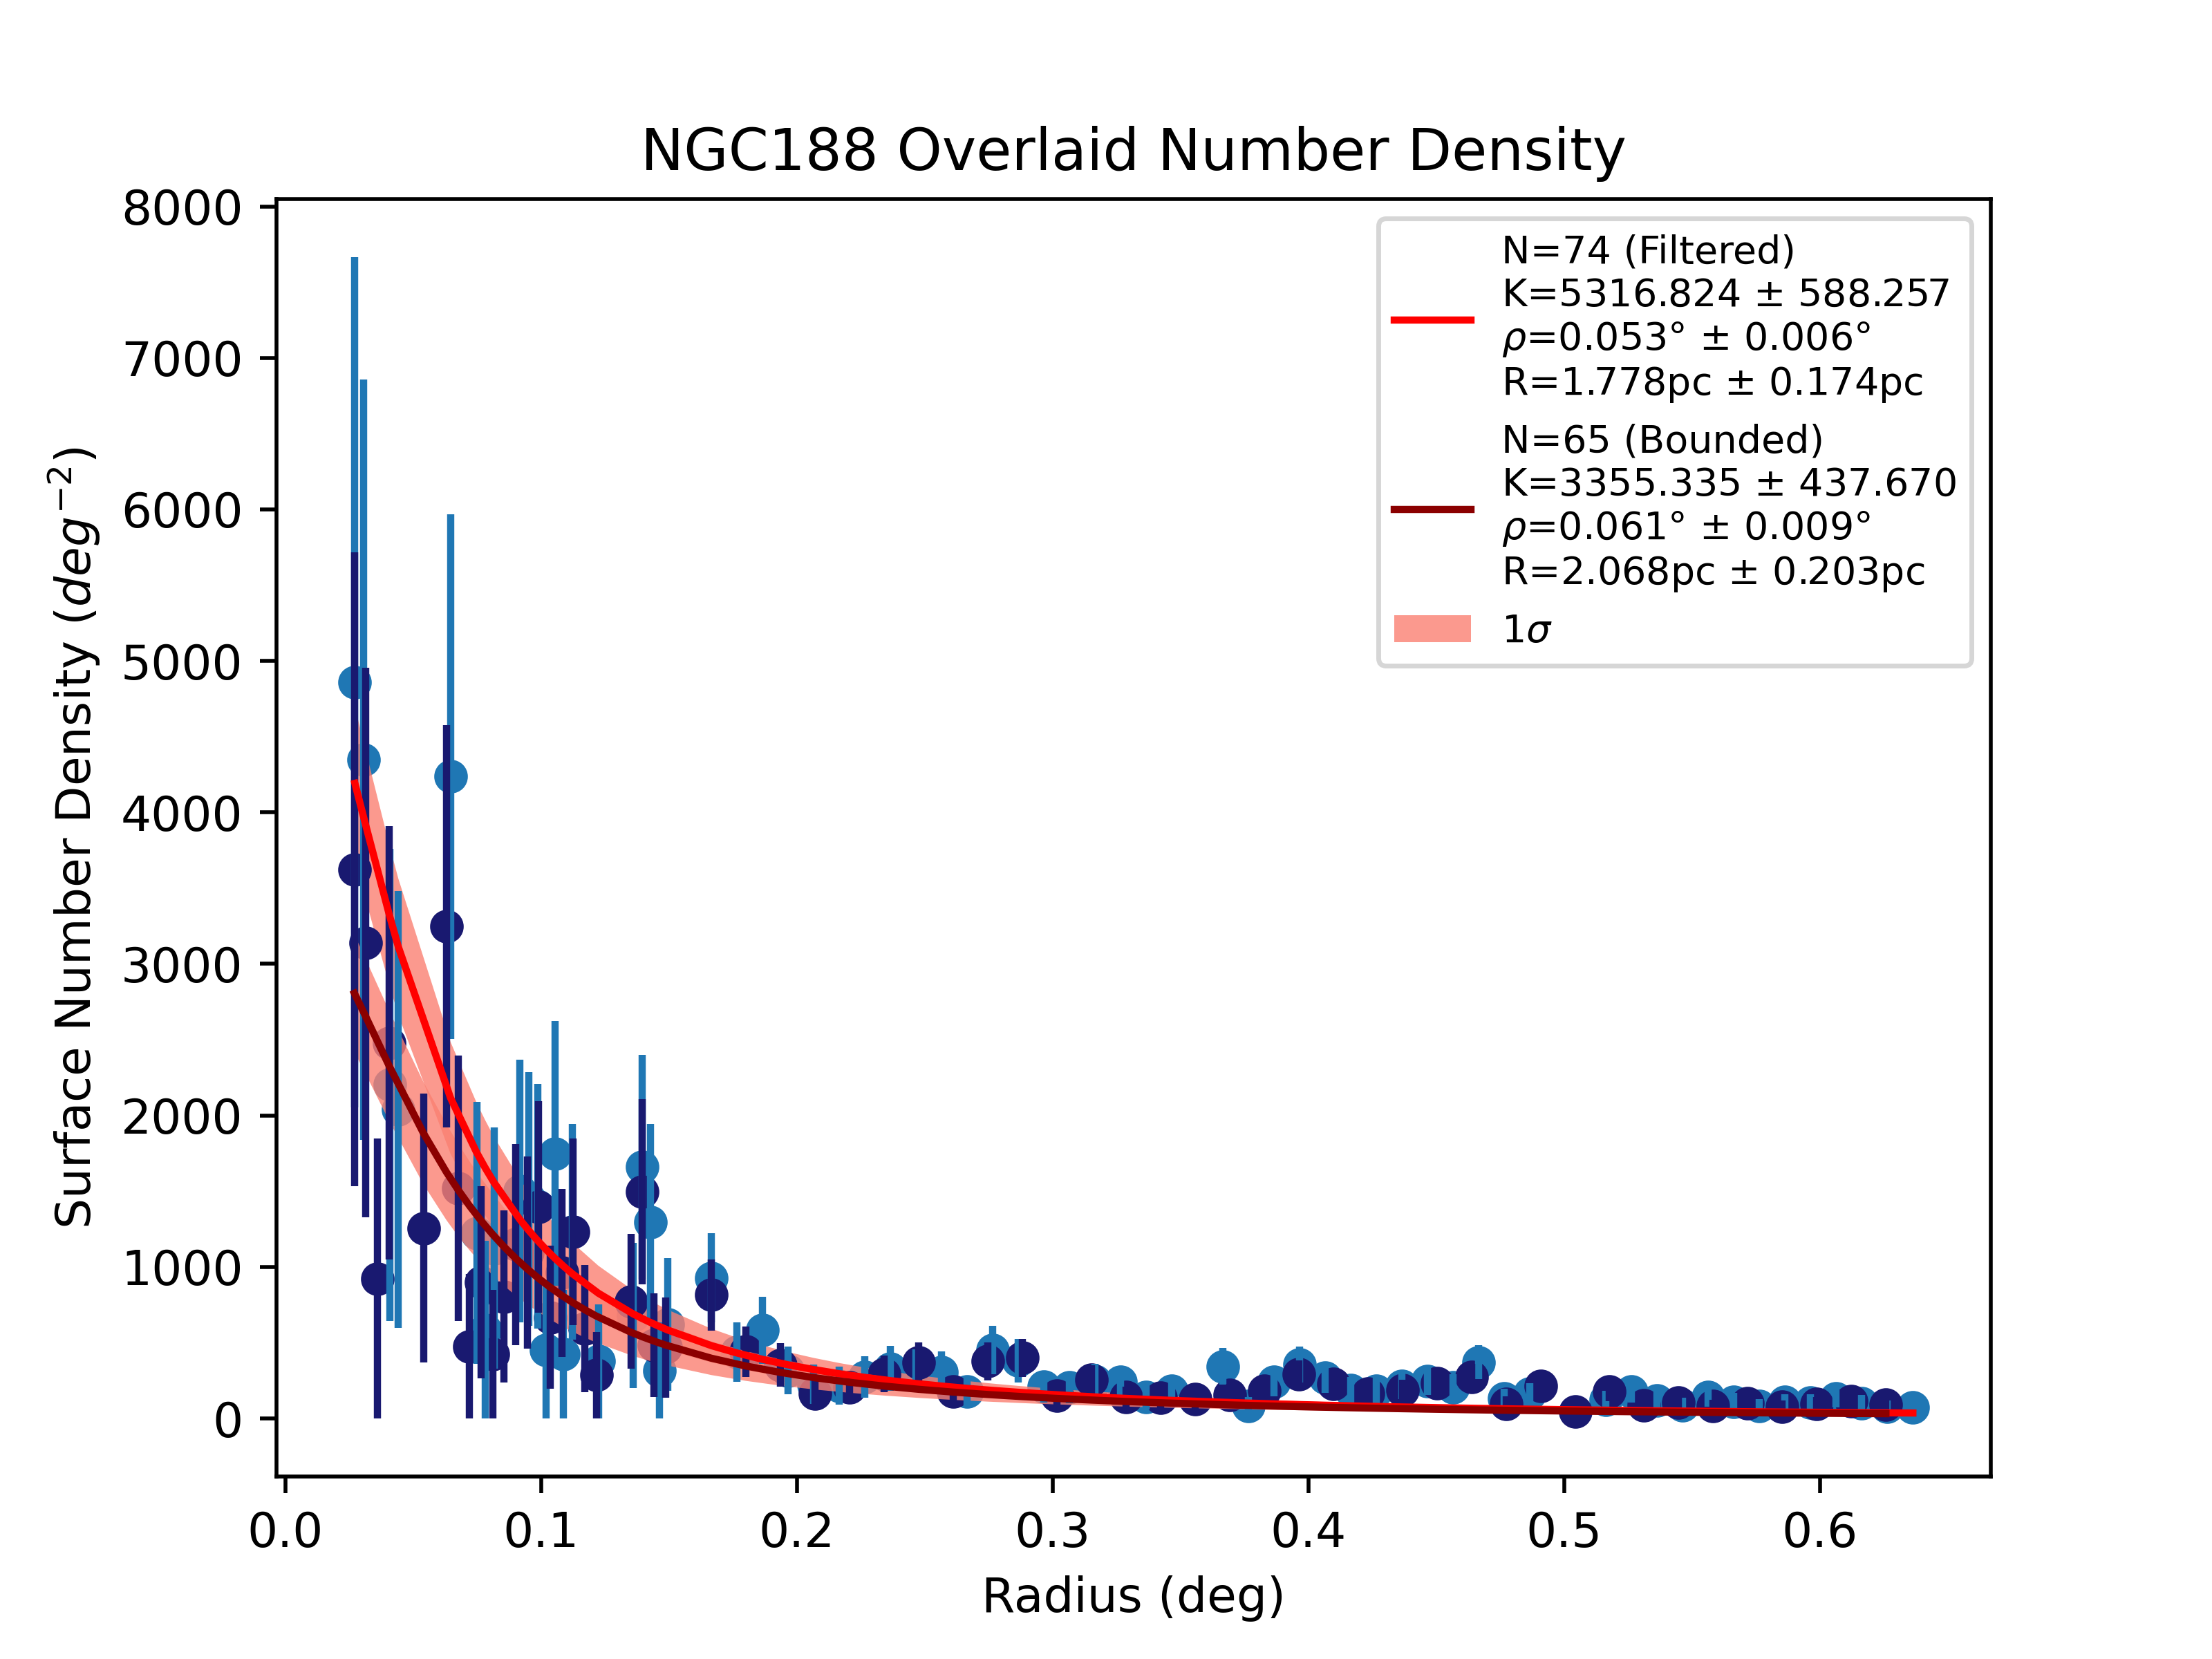 NGC188 Overlaid Number Density
Surface Number Density (deg⁻²)
8000
7000
6000
5000
4000
3000
2000
1000
0
N=74 (Filtered)
K=5316.824 ± 588.257
ρ=0.053° ± 0.006°
R=1.778pc ± 0.174pc
N=65 (Bounded)
K=3355.335 ± 437.670
ρ=0.061° ± 0.009°
R=2.068pc ± 0.203pc
1σ
0.0 0.1 0.2 0.3 0.4 0.5 0.6
Radius (deg)